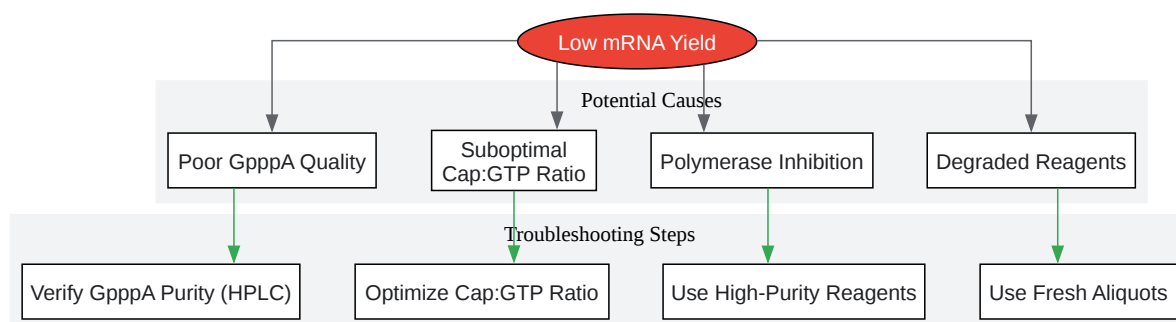 Low mRNA Yield
Potential Causes
Poor GpppA Quality
Suboptimal
Cap:GTP Ratio
Polymerase Inhibition
Degraded Reagents
Troubleshooting Steps
Verify GpppA Purity (HPLC)
Optimize Cap:GTP Ratio
Use High-Purity Reagents
Use Fresh Aliquots